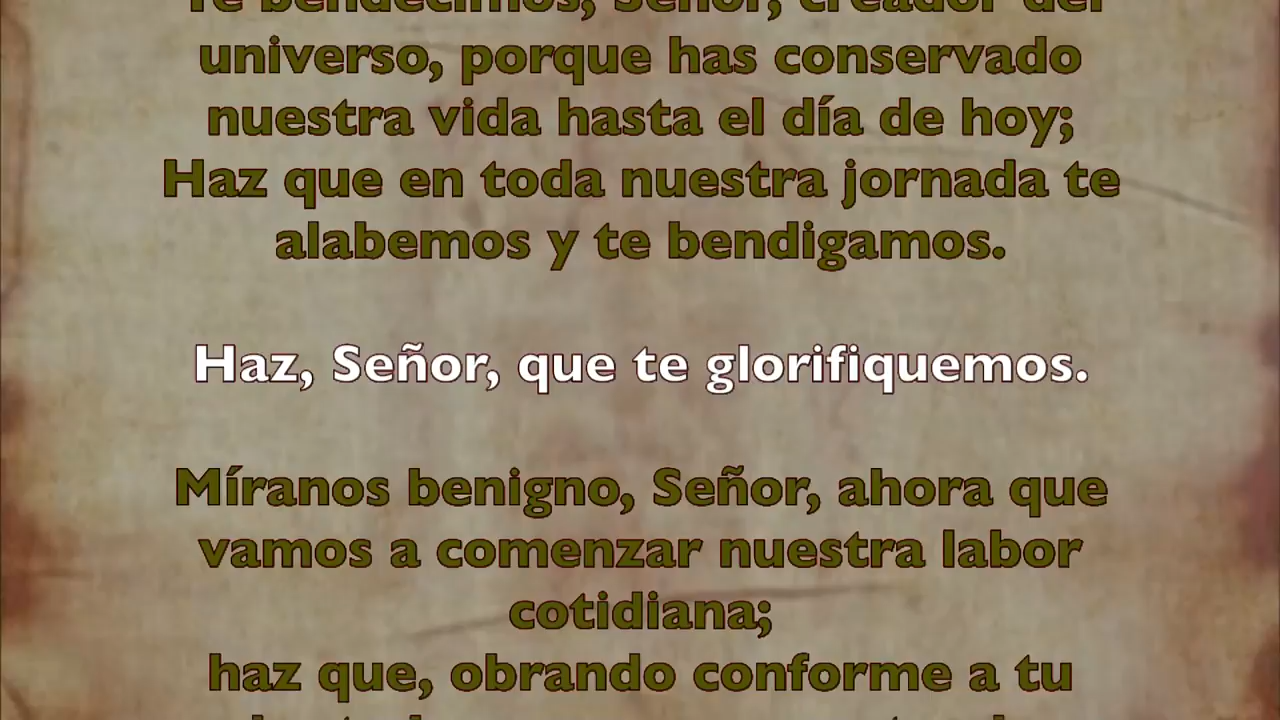 Te bendecimos, Señor, creador del
universo, porque has conservado
nuestra vida hasta el día de hoy;
Haz que en toda nuestra jornada te
alabemos y te bendigamos.
Haz, Señor, que te glorifiquemos.
Míranos benigno, Señor, ahora que
vamos a comenzar nuestra labor
cotidiana;
haz que, obrando conforme a tu